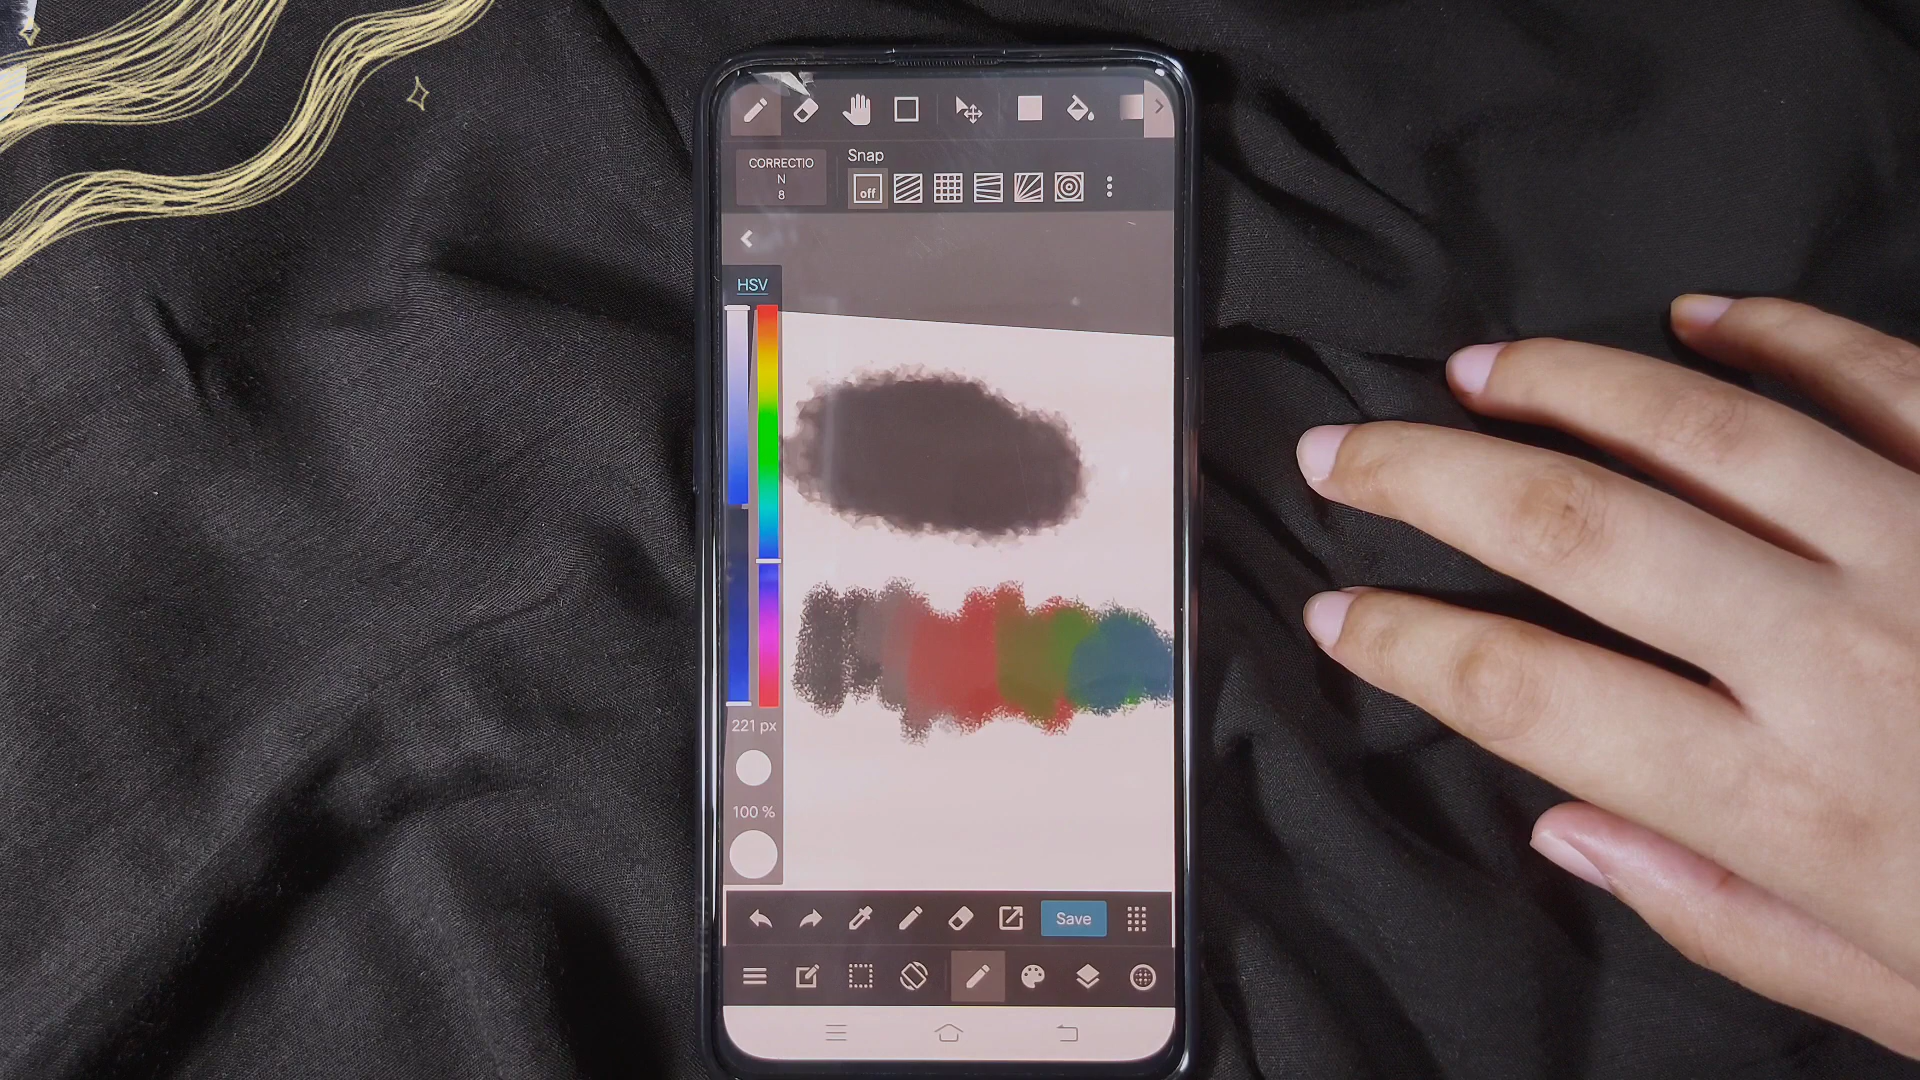 CORRECTIO
N
8
Snap
off
HSV
221 px
100 %
Save